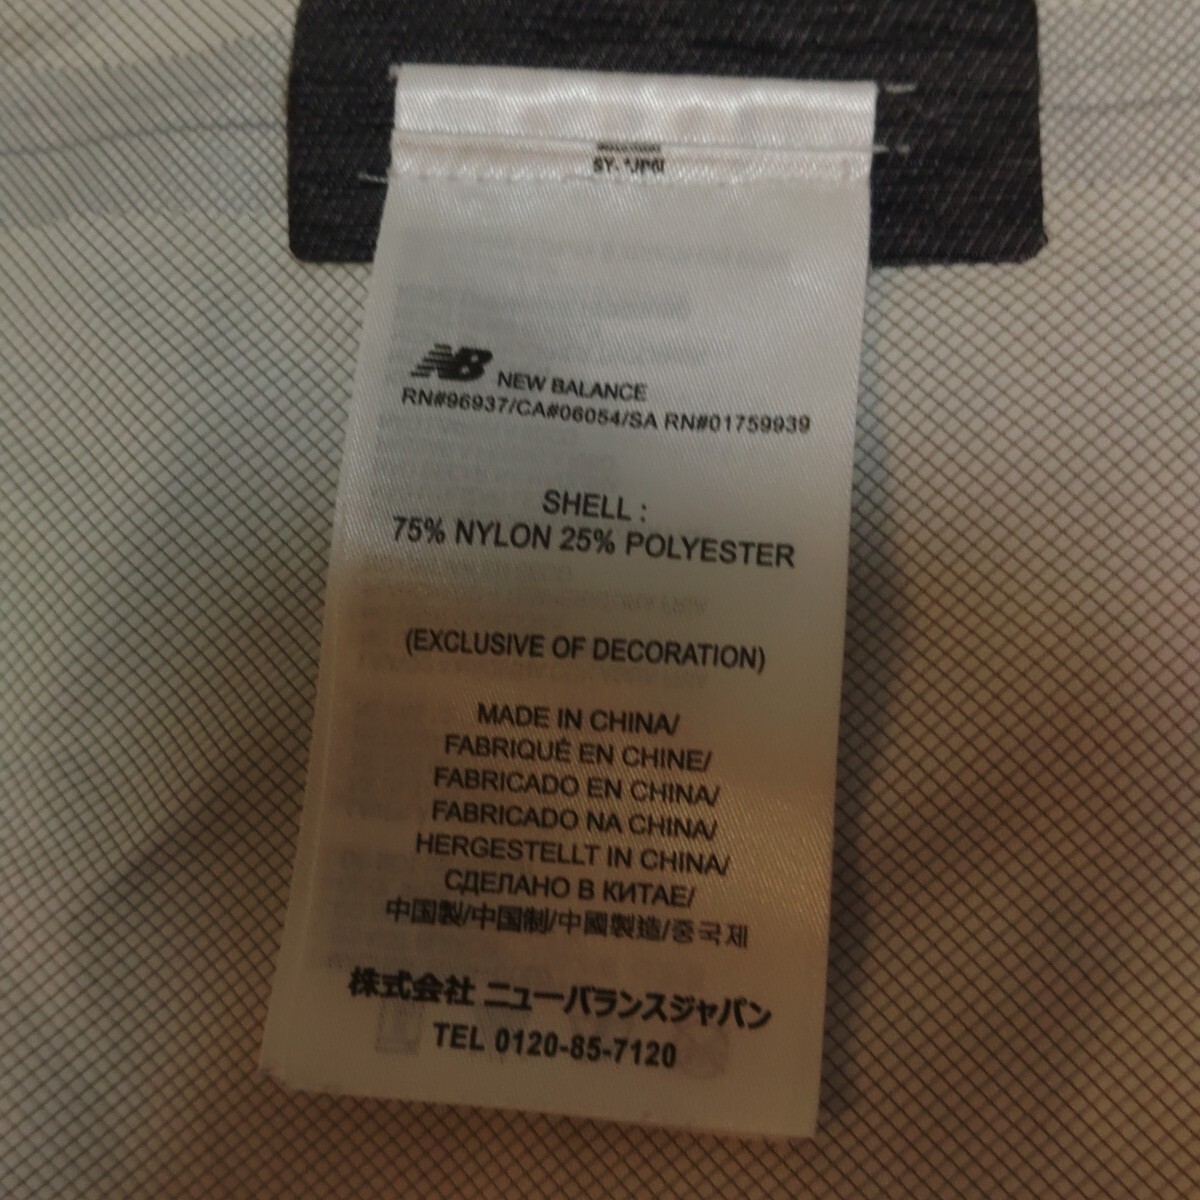 NB NEW BALANCE
RN#96937/CA#06054/SA RN#01759939
SHELL :
75% NYLON 25% POLYESTER
(EXCLUSIVE OF DECORATION)
MADE IN CHINA/
FABRIQUÉ EN CHINE/
FABRICADO EN CHINA/
FABRICADO NA CHINA/
HERGESTELLT IN CHINA/
СДЕЛАНО В КИТАЕ/
中国製/中国制/中國製造/중국제
株式会社 ニューバランスジャパン
TEL 0120-85-7120